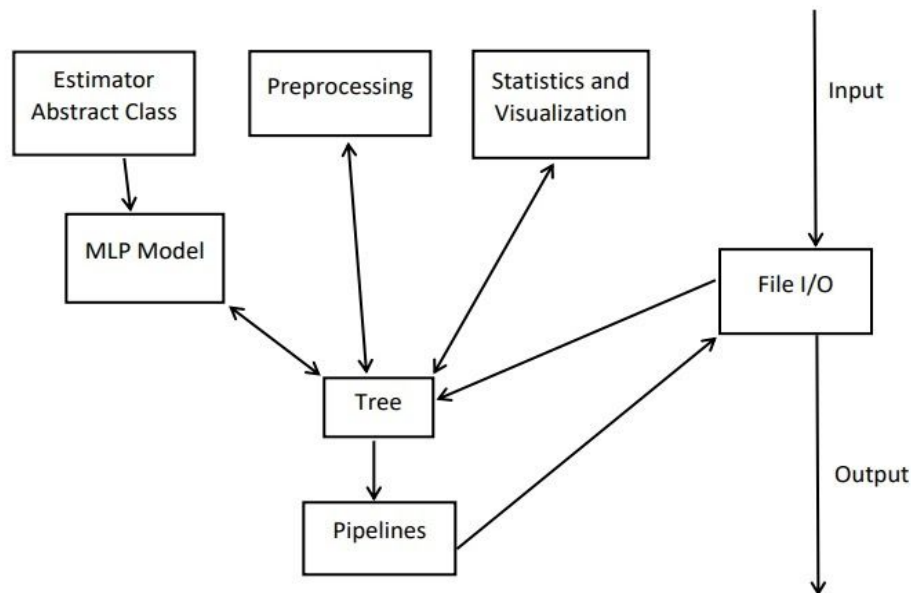 Estimator
Abstract Class
Preprocessing
Statistics and
Visualization
Input
MLP Model
File I/O
Tree
Output
Pipelines